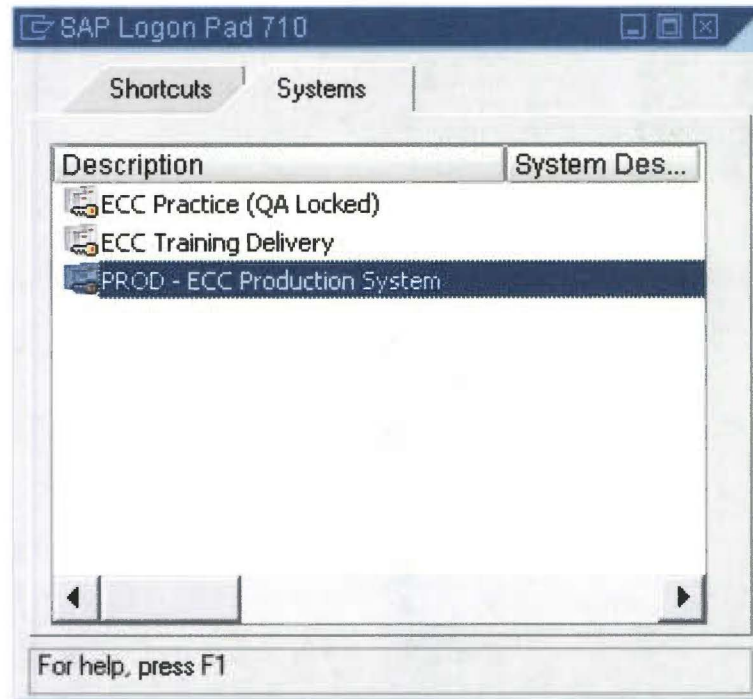 SAP Logon Pad 710
Shortcuts Systems
Description System Des...
ECC Practice (QA Locked)
ECC Training Delivery
PROD - ECC Production System
For help, press F1